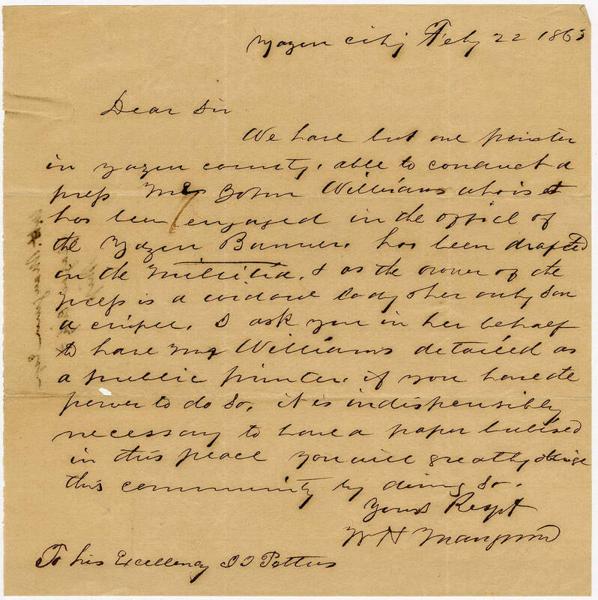 Yazoo city Feby 22 1863
Dear Sir
We have but one printer
in yazoo county, able to conduct a
press Mr John Williams who is
has been engaged in the office of
the Yazoo Banner. has been drafted
in the militia, & as the owner of the
press is a widow lady & her only Son
a criple. I ask you in her behalf
to have Mr Williams detailed as
a public printer. if you have the
power to do so, it is indispensibly
necessary to have a paper
in this place you will greatly oblige
this community by doing So.
Yours Respt
W H
To his Excellency J J Pettus